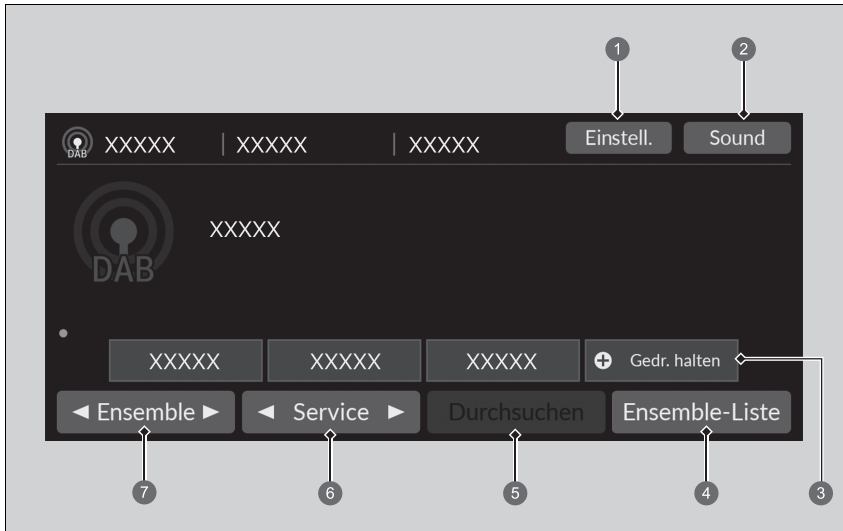 1 2
DAB XXXXX | XXXXX | XXXXX Einstell. Sound
XXXXX
DAB
XXXXX XXXXX XXXXX Gedr. halten
◄ Ensemble ► ◄ Service ► Durchsuchen Ensemble-Liste
7 6 5 4 3